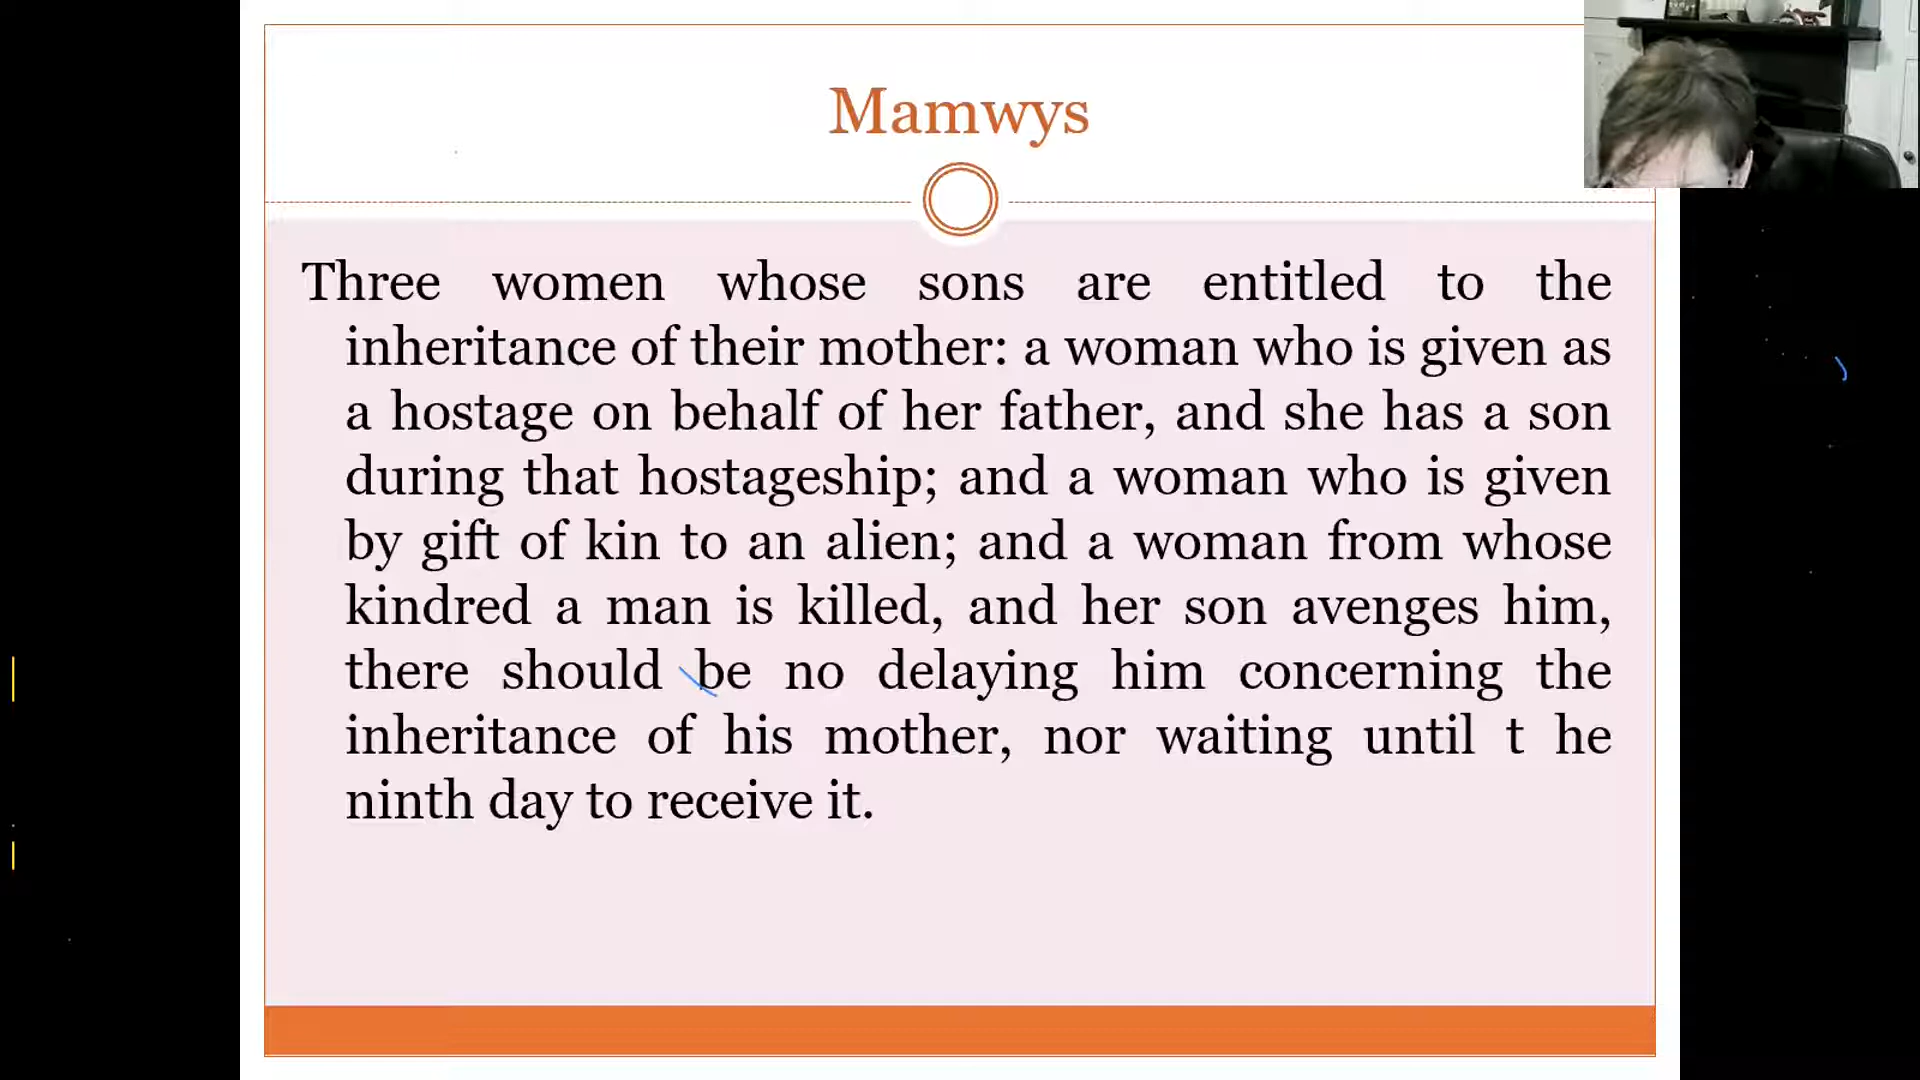 Mamwys
Three women whose sons are entitled to the
inheritance of their mother: a woman who is given as
a hostage on behalf of her father, and she has a son
during that hostageship; and a woman who is given
by gift of kin to an alien; and a woman from whose
kindred a man is killed, and her son avenges him,
there should be no delaying him concerning the
inheritance of his mother, nor waiting until t he
ninth day to receive it.